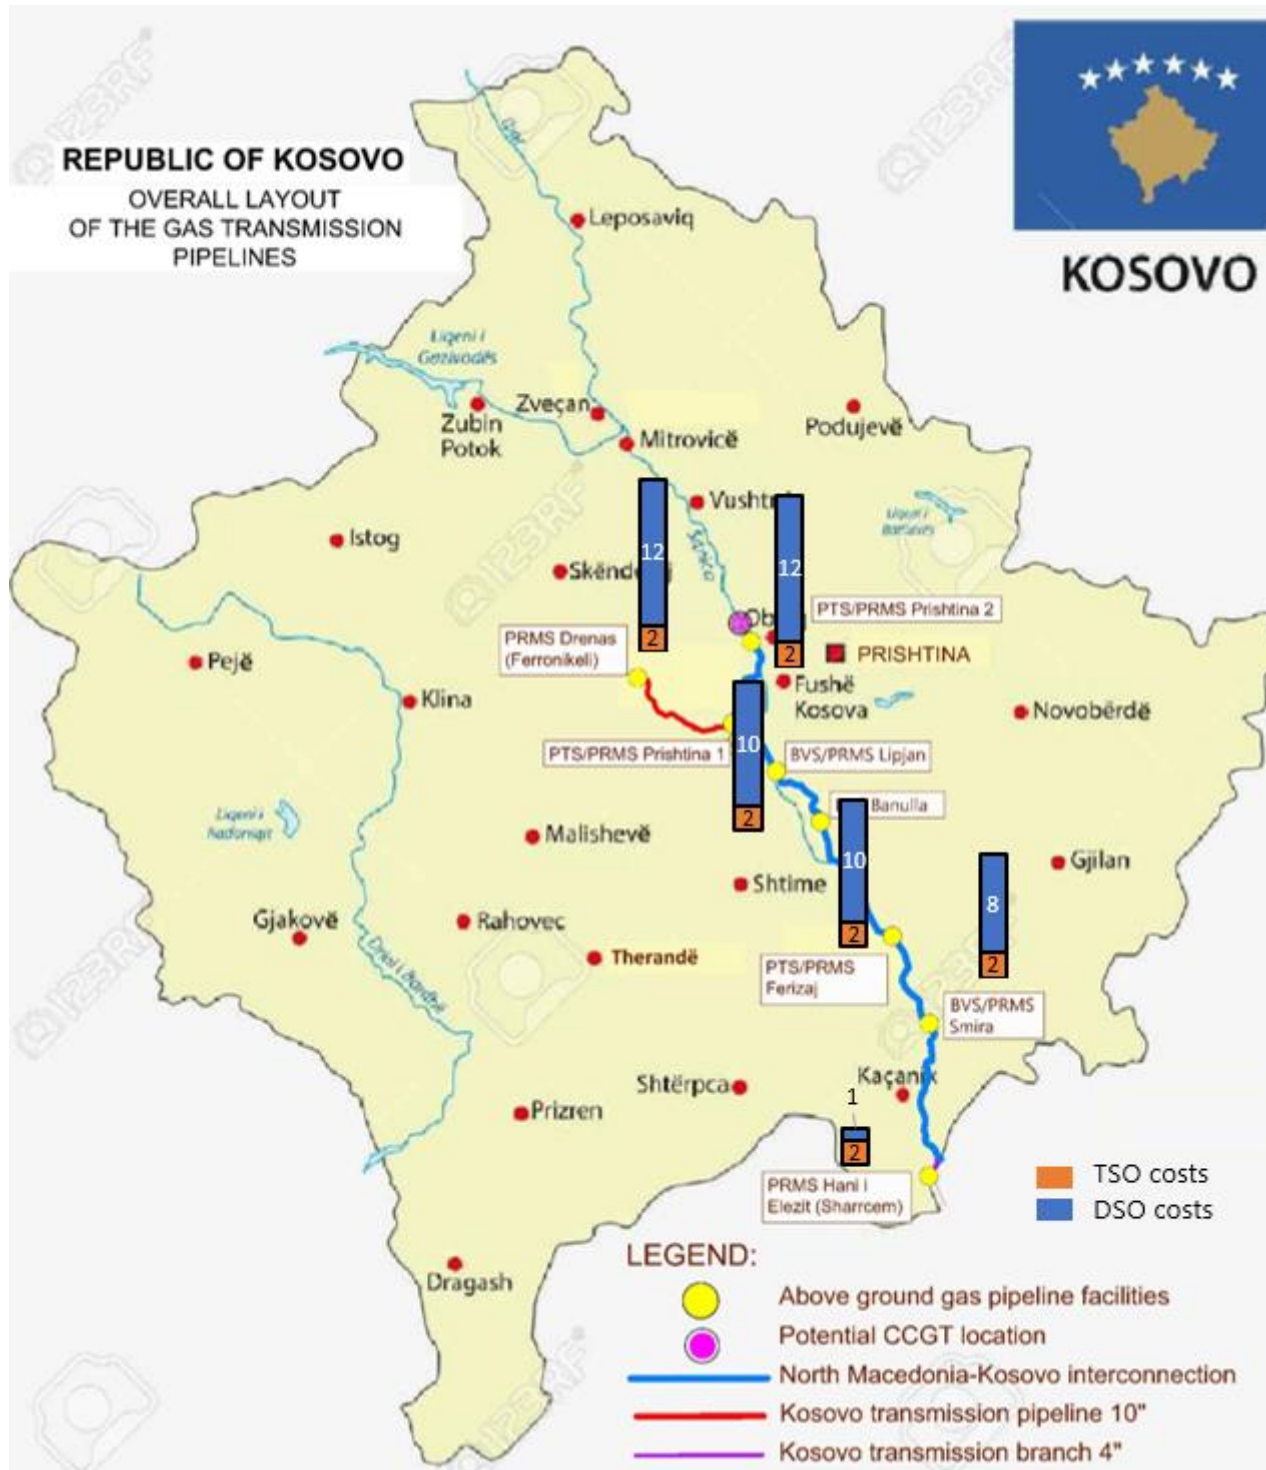 REPUBLIC OF KOSOVO
OVERALL LAYOUT
OF THE GAS TRANSMISSION
PIPELINES
KOSOVO
Ibar
Leposaviq
Liqeni i
Gazivodës
Zubin
Potok
Zveçan
Mitrovicë
Podujevë
Istog
Skënd
12
2
12
2
PTS/PRMS Prishtina 2
PRMS Drenas
(Ferronikeli)
PRISHTINA
Pejë
Klina
Fushë
Kosova
Novobërdë
PTS/PRMS Prishtina 1
10
2
BVS/PRMS Lipjan
Banulla
Malishevë
10
2
Shtime
Gjilan
8
2
Gjakovë
Rahovec
Therandë
PTS/PRMS
Ferizaj
BVS/PRMS
Smira
Shtërpca
Kaçanik
Prizren
1
2
PRMS Hani i
Elezit (Sharrcem)
TSO costs
DSO costs
Dragash
LEGEND:
Above ground gas pipeline facilities
Potential CCGT location
North Macedonia-Kosovo interconnection
Kosovo transmission pipeline 10"
Kosovo transmission branch 4"
123RF